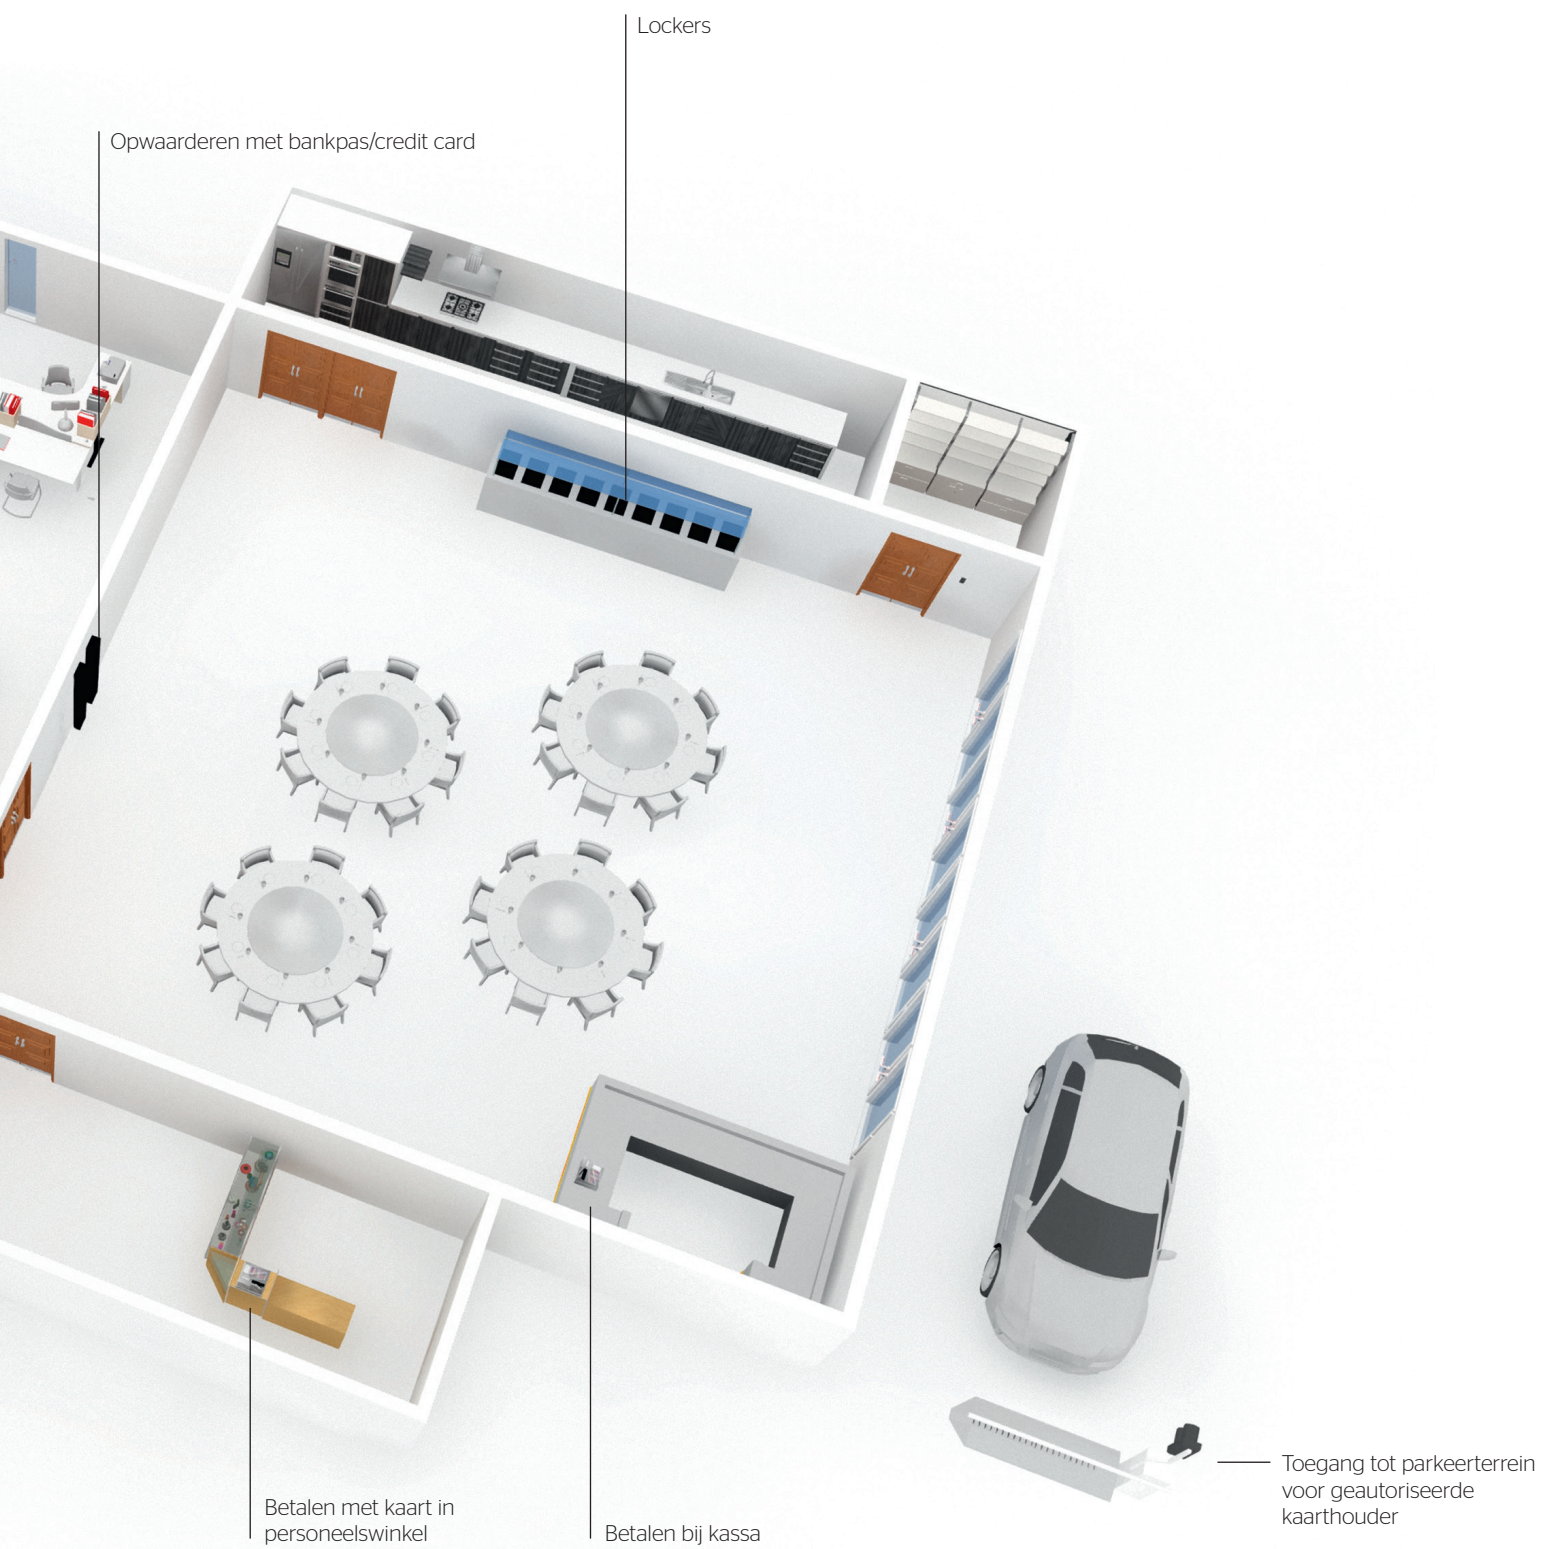 Lockers
Opwaarderen met bankpas/credit card
Toegang tot parkeerterrein
voor geautoriseerde
kaarthouder
Betalen met kaart in
personeelswinkel
Betalen bij kassa